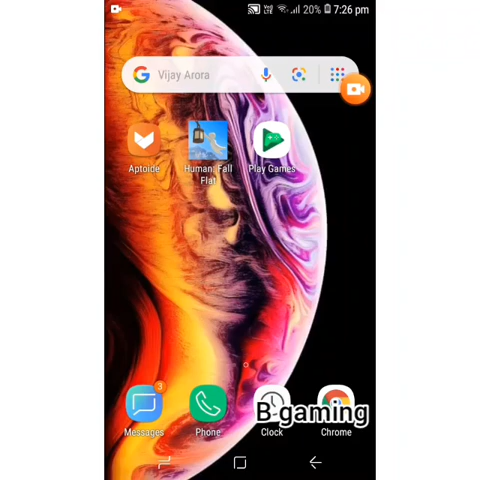 20% 7:26 pm
Vijay Arora
Aptoide
Human: Fall
Flat
Play Games
3
B gaming
Messages
Phone
Clock
Chrome